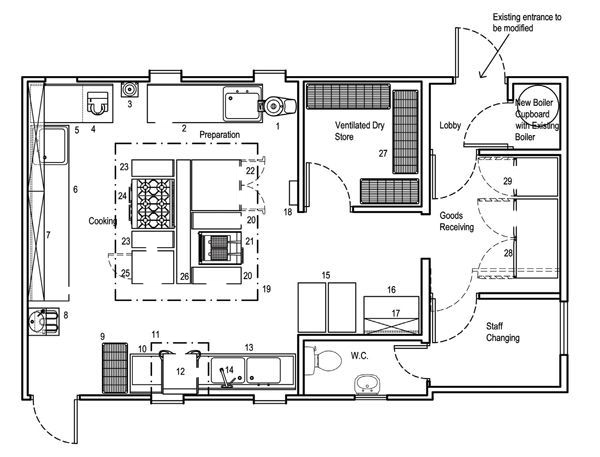 Existing entrance to
be modified
3
5
4
2
1
Preparation
Ventilated Dry
Store
27
Lobby
New Boiler
Cupboard
with Existing
Boiler
6
7
23
22
24
Cooking
23
25
26
20
21
20
19
18
29
Goods
Receiving
28
8
15
16
17
Staff
Changing
9
11
10
12
13
14
W.C.